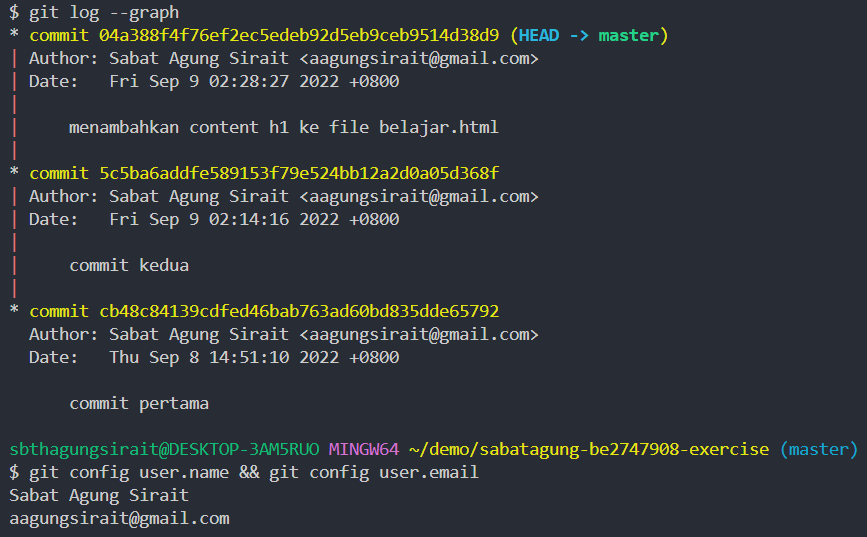 $ git log --graph
* commit 04a388f4f76ef2ec5edeb92d5eb9ceb9514d38d9 (HEAD -> master)
| Author: Sabat Agung Sirait <aagungsirait@gmail.com>
| Date:   Fri Sep 9 02:28:27 2022 +0800
|
|     menambahkan content h1 ke file belajar.html
|
* commit 5c5ba6addfe589153f79e524bb12a2d0a05d368f
| Author: Sabat Agung Sirait <aagungsirait@gmail.com>
| Date:   Fri Sep 9 02:14:16 2022 +0800
|
|     commit kedua
|
* commit cb48c84139cdfed46bab763ad60bd835dde65792
  Author: Sabat Agung Sirait <aagungsirait@gmail.com>
  Date:   Thu Sep 8 14:51:10 2022 +0800

      commit pertama

sbthagungsirait@DESKTOP-3AM5RUO MINGW64 ~/demo/sabatagung-be2747908-exercise (master)
$ git config user.name && git config user.email
Sabat Agung Sirait
aagungsirait@gmail.com